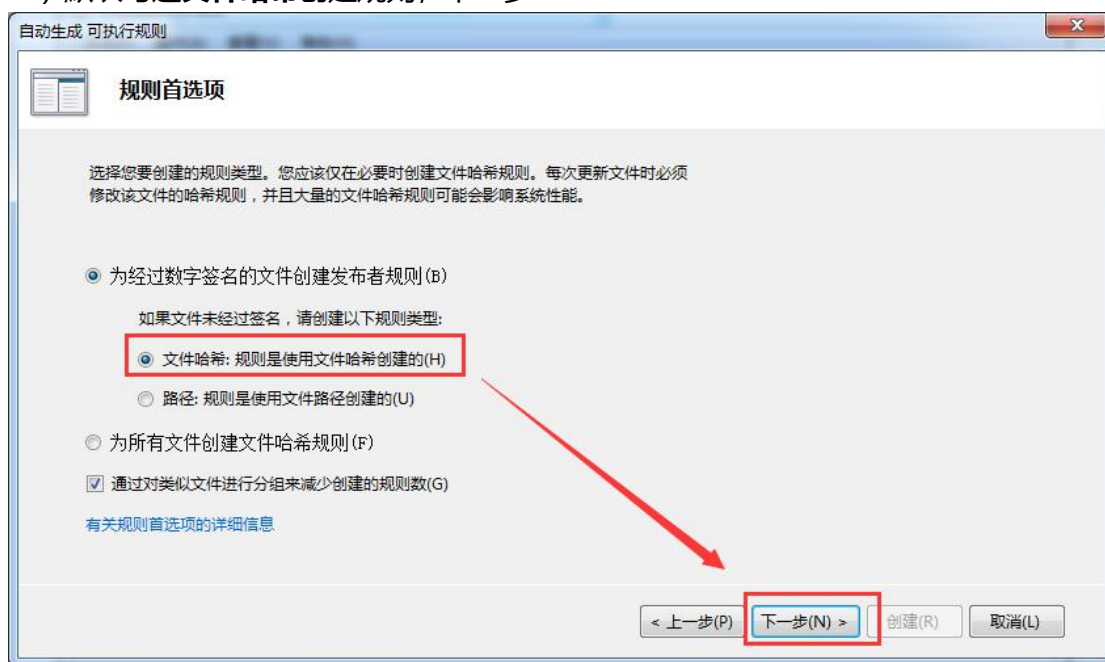 自动生成 可执行规则
规则首选项
选择您要创建的规则类型。您应该仅在必要时创建文件哈希规则。每次更新文件时必须
修改该文件的哈希规则，并且大量的文件哈希规则可能会影响系统性能。
为经过数字签名的文件创建发布者规则(B)
如果文件未经过签名，请创建以下规则类型:
文件哈希: 规则是使用文件哈希创建的(H)
路径: 规则是使用文件路径创建的(U)
为所有文件创建文件哈希规则(F)
通过对类似文件进行分组来减少创建的规则数(G)
有关规则首选项的详细信息
< 上一步(P) 下一步(N) > 创建(R) 取消(L)